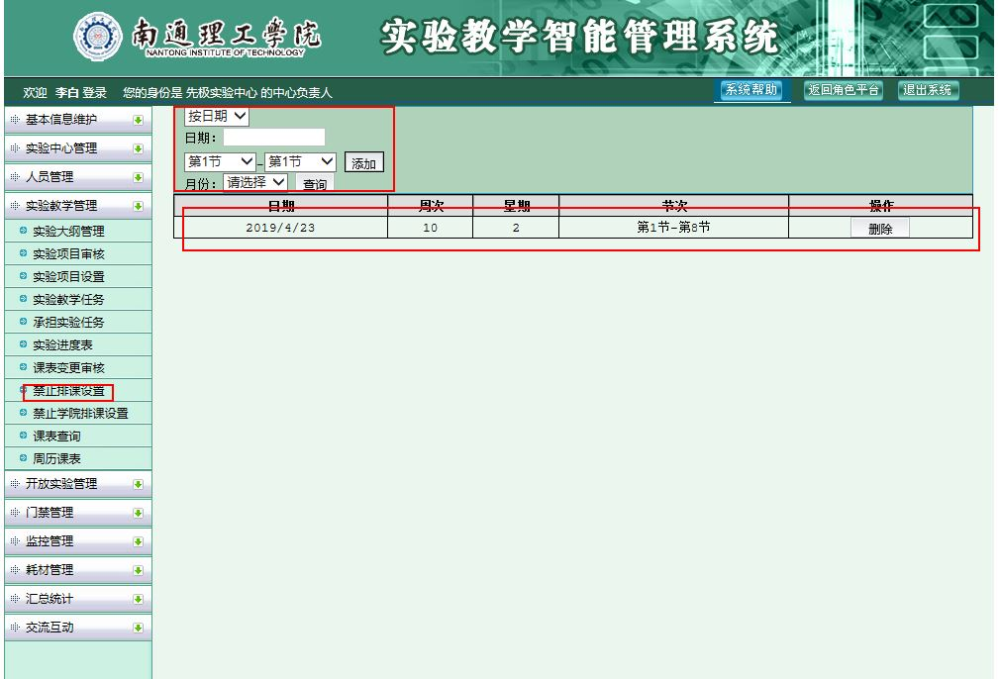 南通理工学院
NANTONG INSTITUTE OF TECHNOLOGY
实验教学智能管理系统
欢迎 李白 登录 您的身份是 先极实验中心 的中心负责人
系统帮助 返回角色平台 退出系统
基本信息维护
实验中心管理
人员管理
实验教学管理
实验大纲管理
实验项目审核
实验项目设置
实验教学任务
承担实验任务
实验进度表
课表变更审核
禁止排课设置
禁止学院排课设置
课表查询
周历课表
开放实验管理
门禁管理
监控管理
耗材管理
汇总统计
交流互动
按日期
日期：
第1节 - 第1节 添加
月份： 请选择 查询
日期 周次 星期 节次 操作
2019/4/23 10 2 第1节-第8节 删除